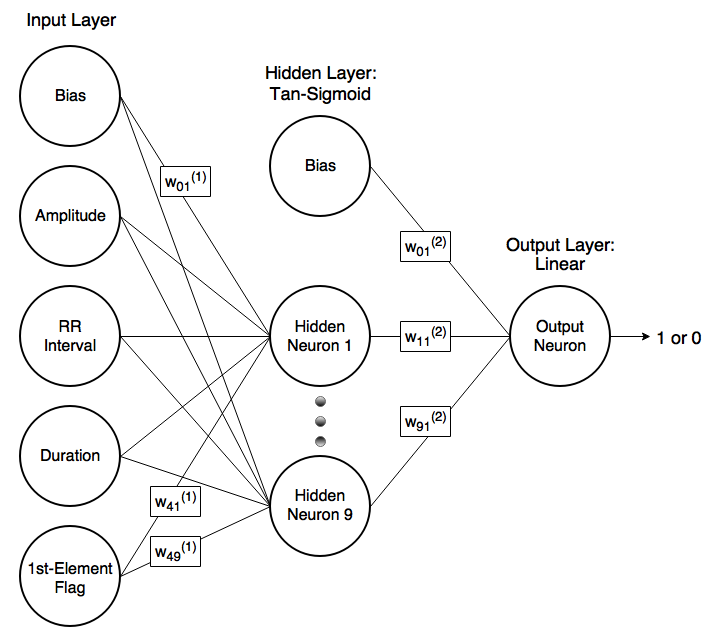 Input Layer
Bias
Amplitude
RR
Interval
Duration
1st-Element
Flag
w01(1)
w41(1)
w49(1)
Hidden Layer:
Tan-Sigmoid
Bias
Hidden
Neuron 1
Hidden
Neuron 9
w01(2)
w11(2)
w91(2)
Output Layer:
Linear
Output
Neuron
1 or 0